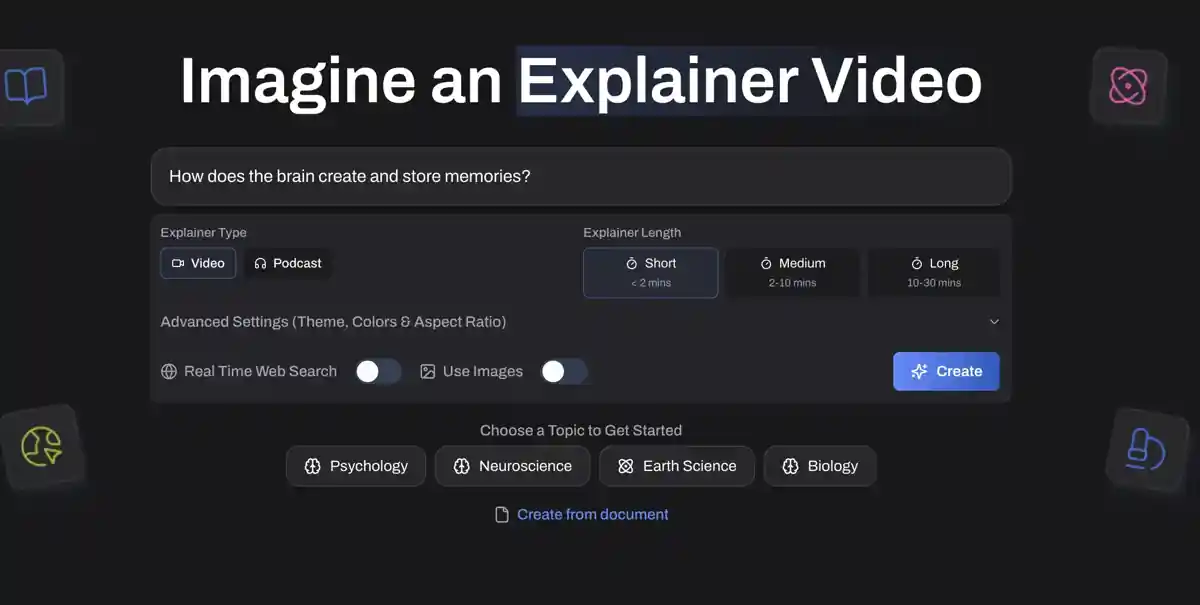 Imagine an Explainer Video
How does the brain create and store memories?
Explainer Type
Explainer Length
Video
Podcast
Short
Medium
Long
< 2 mins
2-10 mins
10-30 mins
Advanced Settings (Theme, Colors & Aspect Ratio)
Real Time Web Search
Use Images
Create
Choose a Topic to Get Started
Psychology
Neuroscience
Earth Science
Biology
Create from document